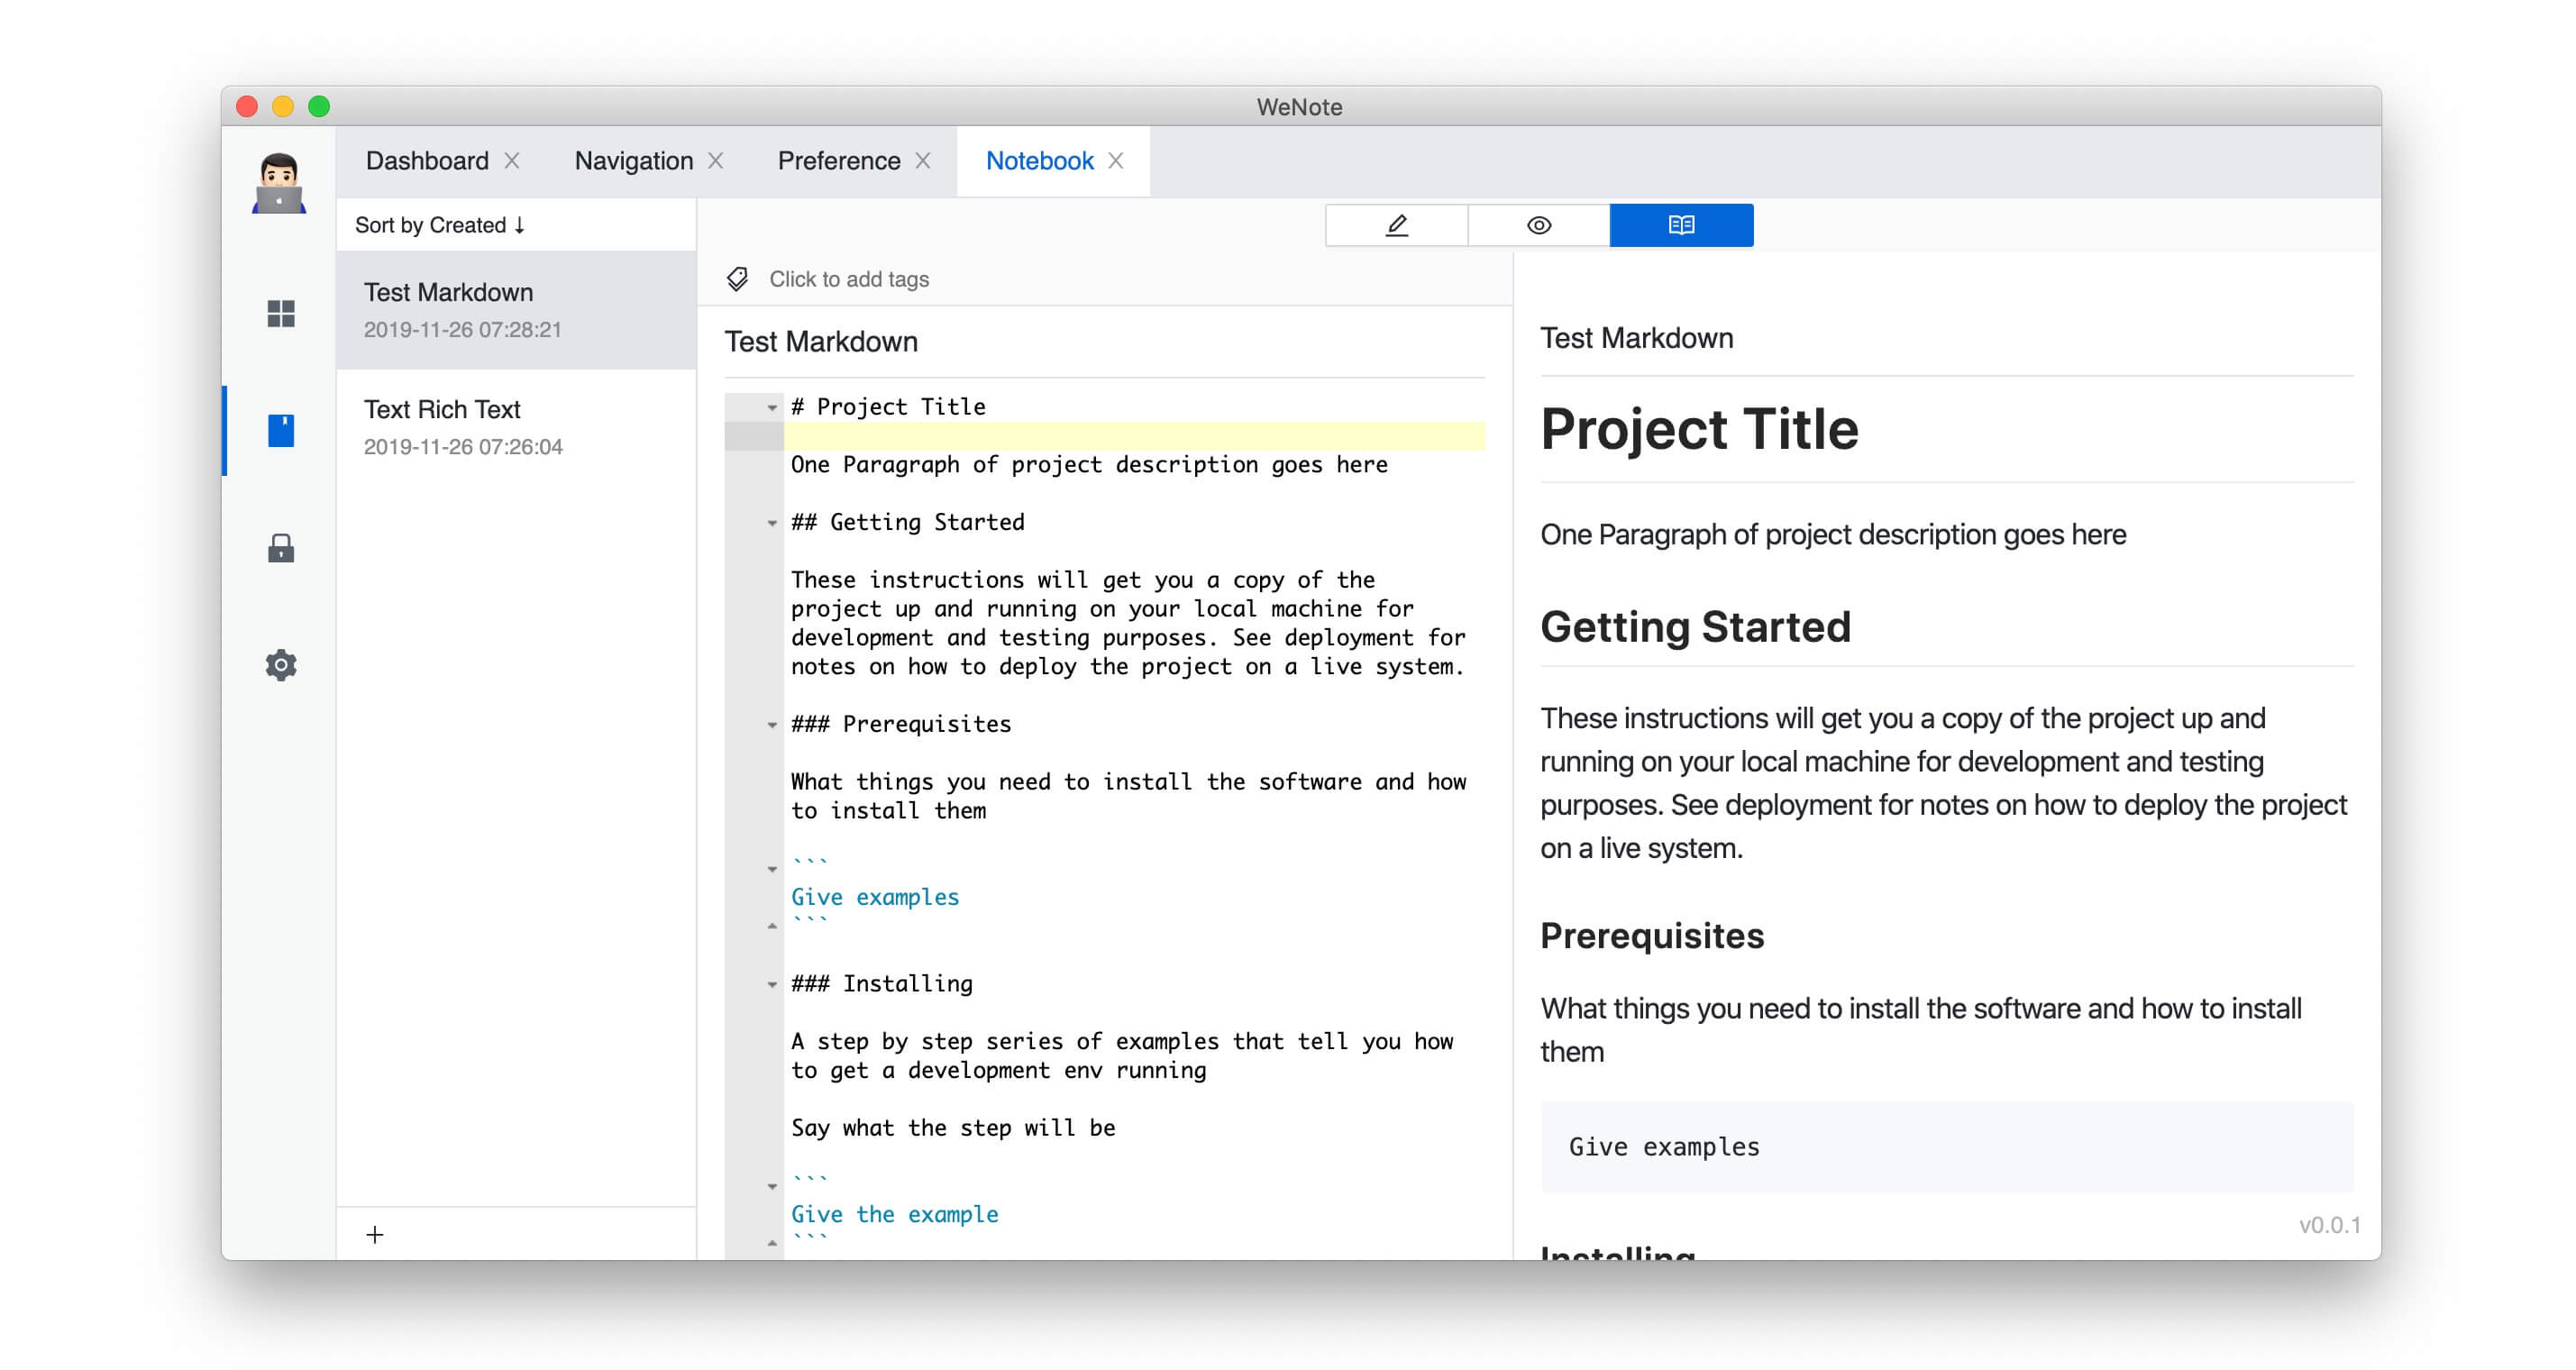 WeNote
Dashboard
Navigation
Preference
Notebook
Sort by Created ↓
Test Markdown
2019-11-26 07:28:21
Text Rich Text
2019-11-26 07:26:04
+
Click to add tags
Test Markdown
# Project Title
One Paragraph of project description goes here
## Getting Started
These instructions will get you a copy of the
project up and running on your local machine for
development and testing purposes. See deployment for
notes on how to deploy the project on a live system.
### Prerequisites
What things you need to install the software and how
to install them
```
Give examples
```
### Installing
A step by step series of examples that tell you how
to get a development env running
Say what the step will be
```
Give the example
```
Test Markdown
Project Title
One Paragraph of project description goes here
Getting Started
These instructions will get you a copy of the project up and
running on your local machine for development and testing
purposes. See deployment for notes on how to deploy the project
on a live system.
Prerequisites
What things you need to install the software and how to install
them
Give examples
v0.0.1
Installing